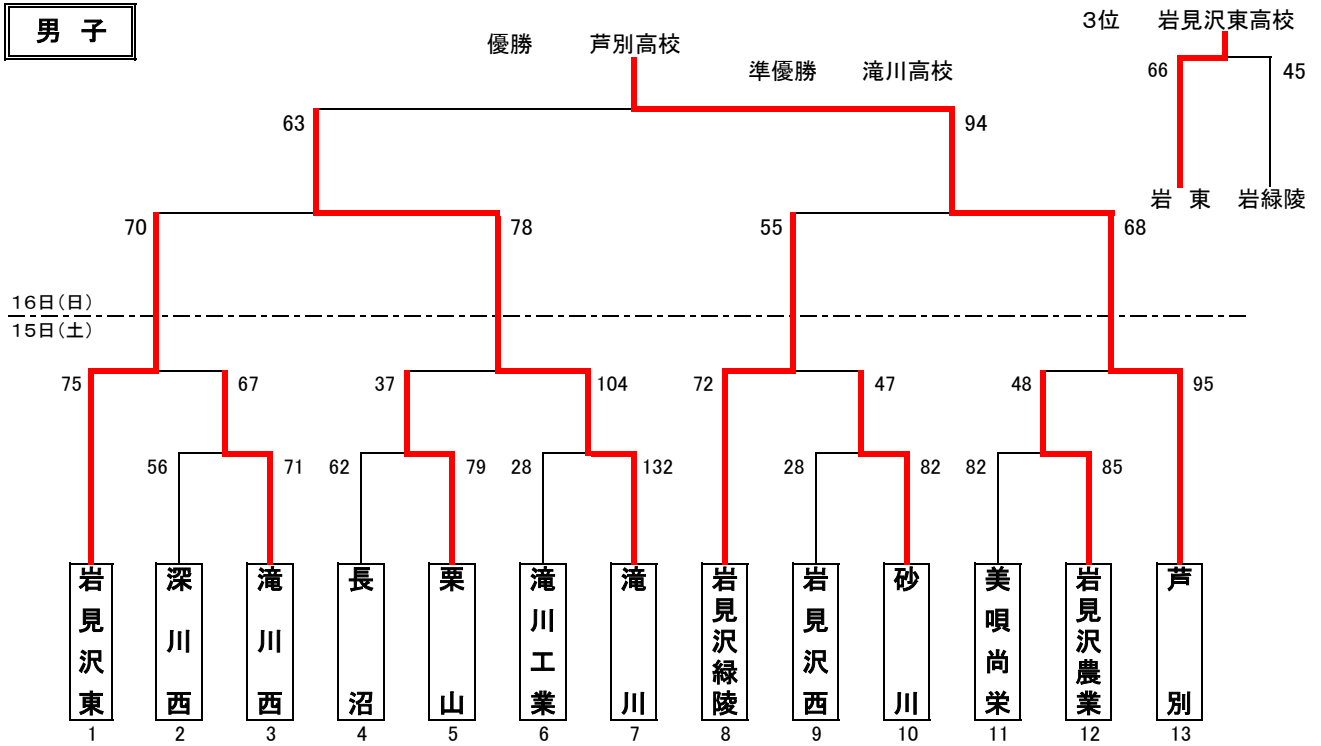 男 子
優勝 芦別高校
準優勝 滝川高校
3位 岩見沢東高校
66 45
岩 東 岩緑陵
63 94
70 78 55 68
16日(日)
15日(土)
75 67 37 104 72 47 48 95
56 71 62 79 28 132 28 82 82 85
岩見沢東
深川西
滝川西
長沼
栗山
滝川工業
滝川
岩見沢緑陵
岩見沢西
砂川
美唄尚栄
岩見沢農業
芦別
1 2 3 4 5 6 7 8 9 10 11 12 13